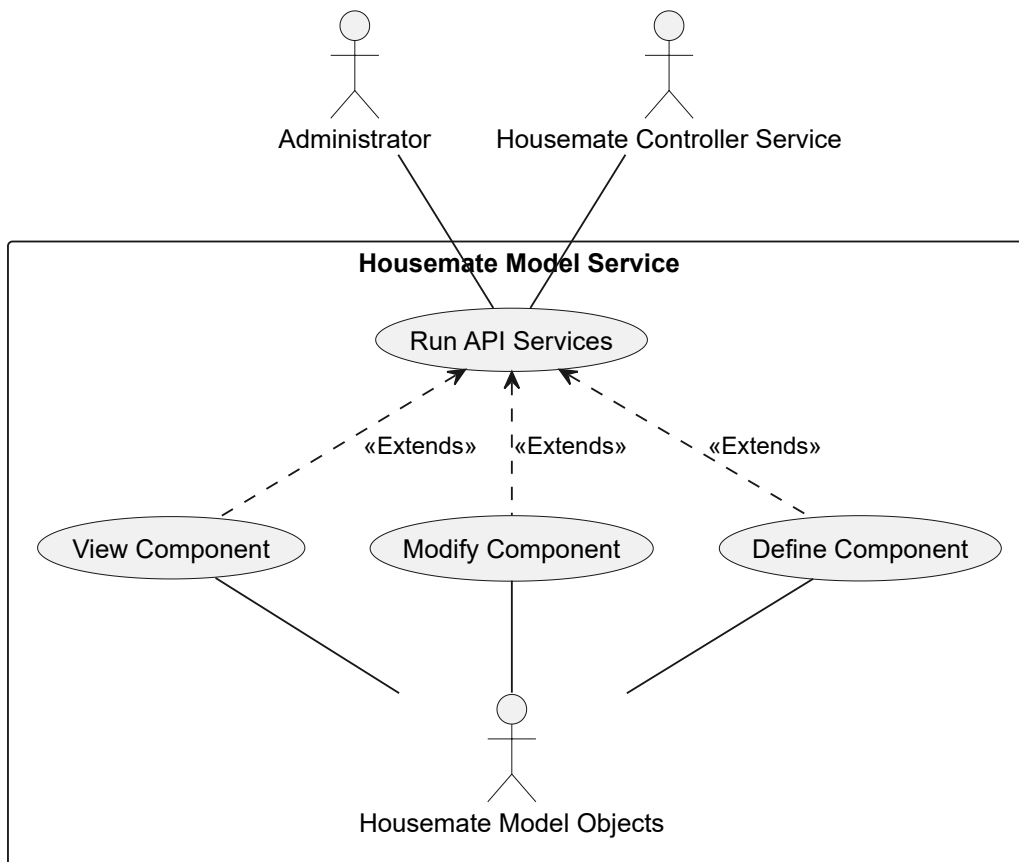 Administrator
Housemate Controller Service
Housemate Model Service
Run API Services
«Extends»
«Extends»
«Extends»
View Component
Modify Component
Define Component
Housemate Model Objects